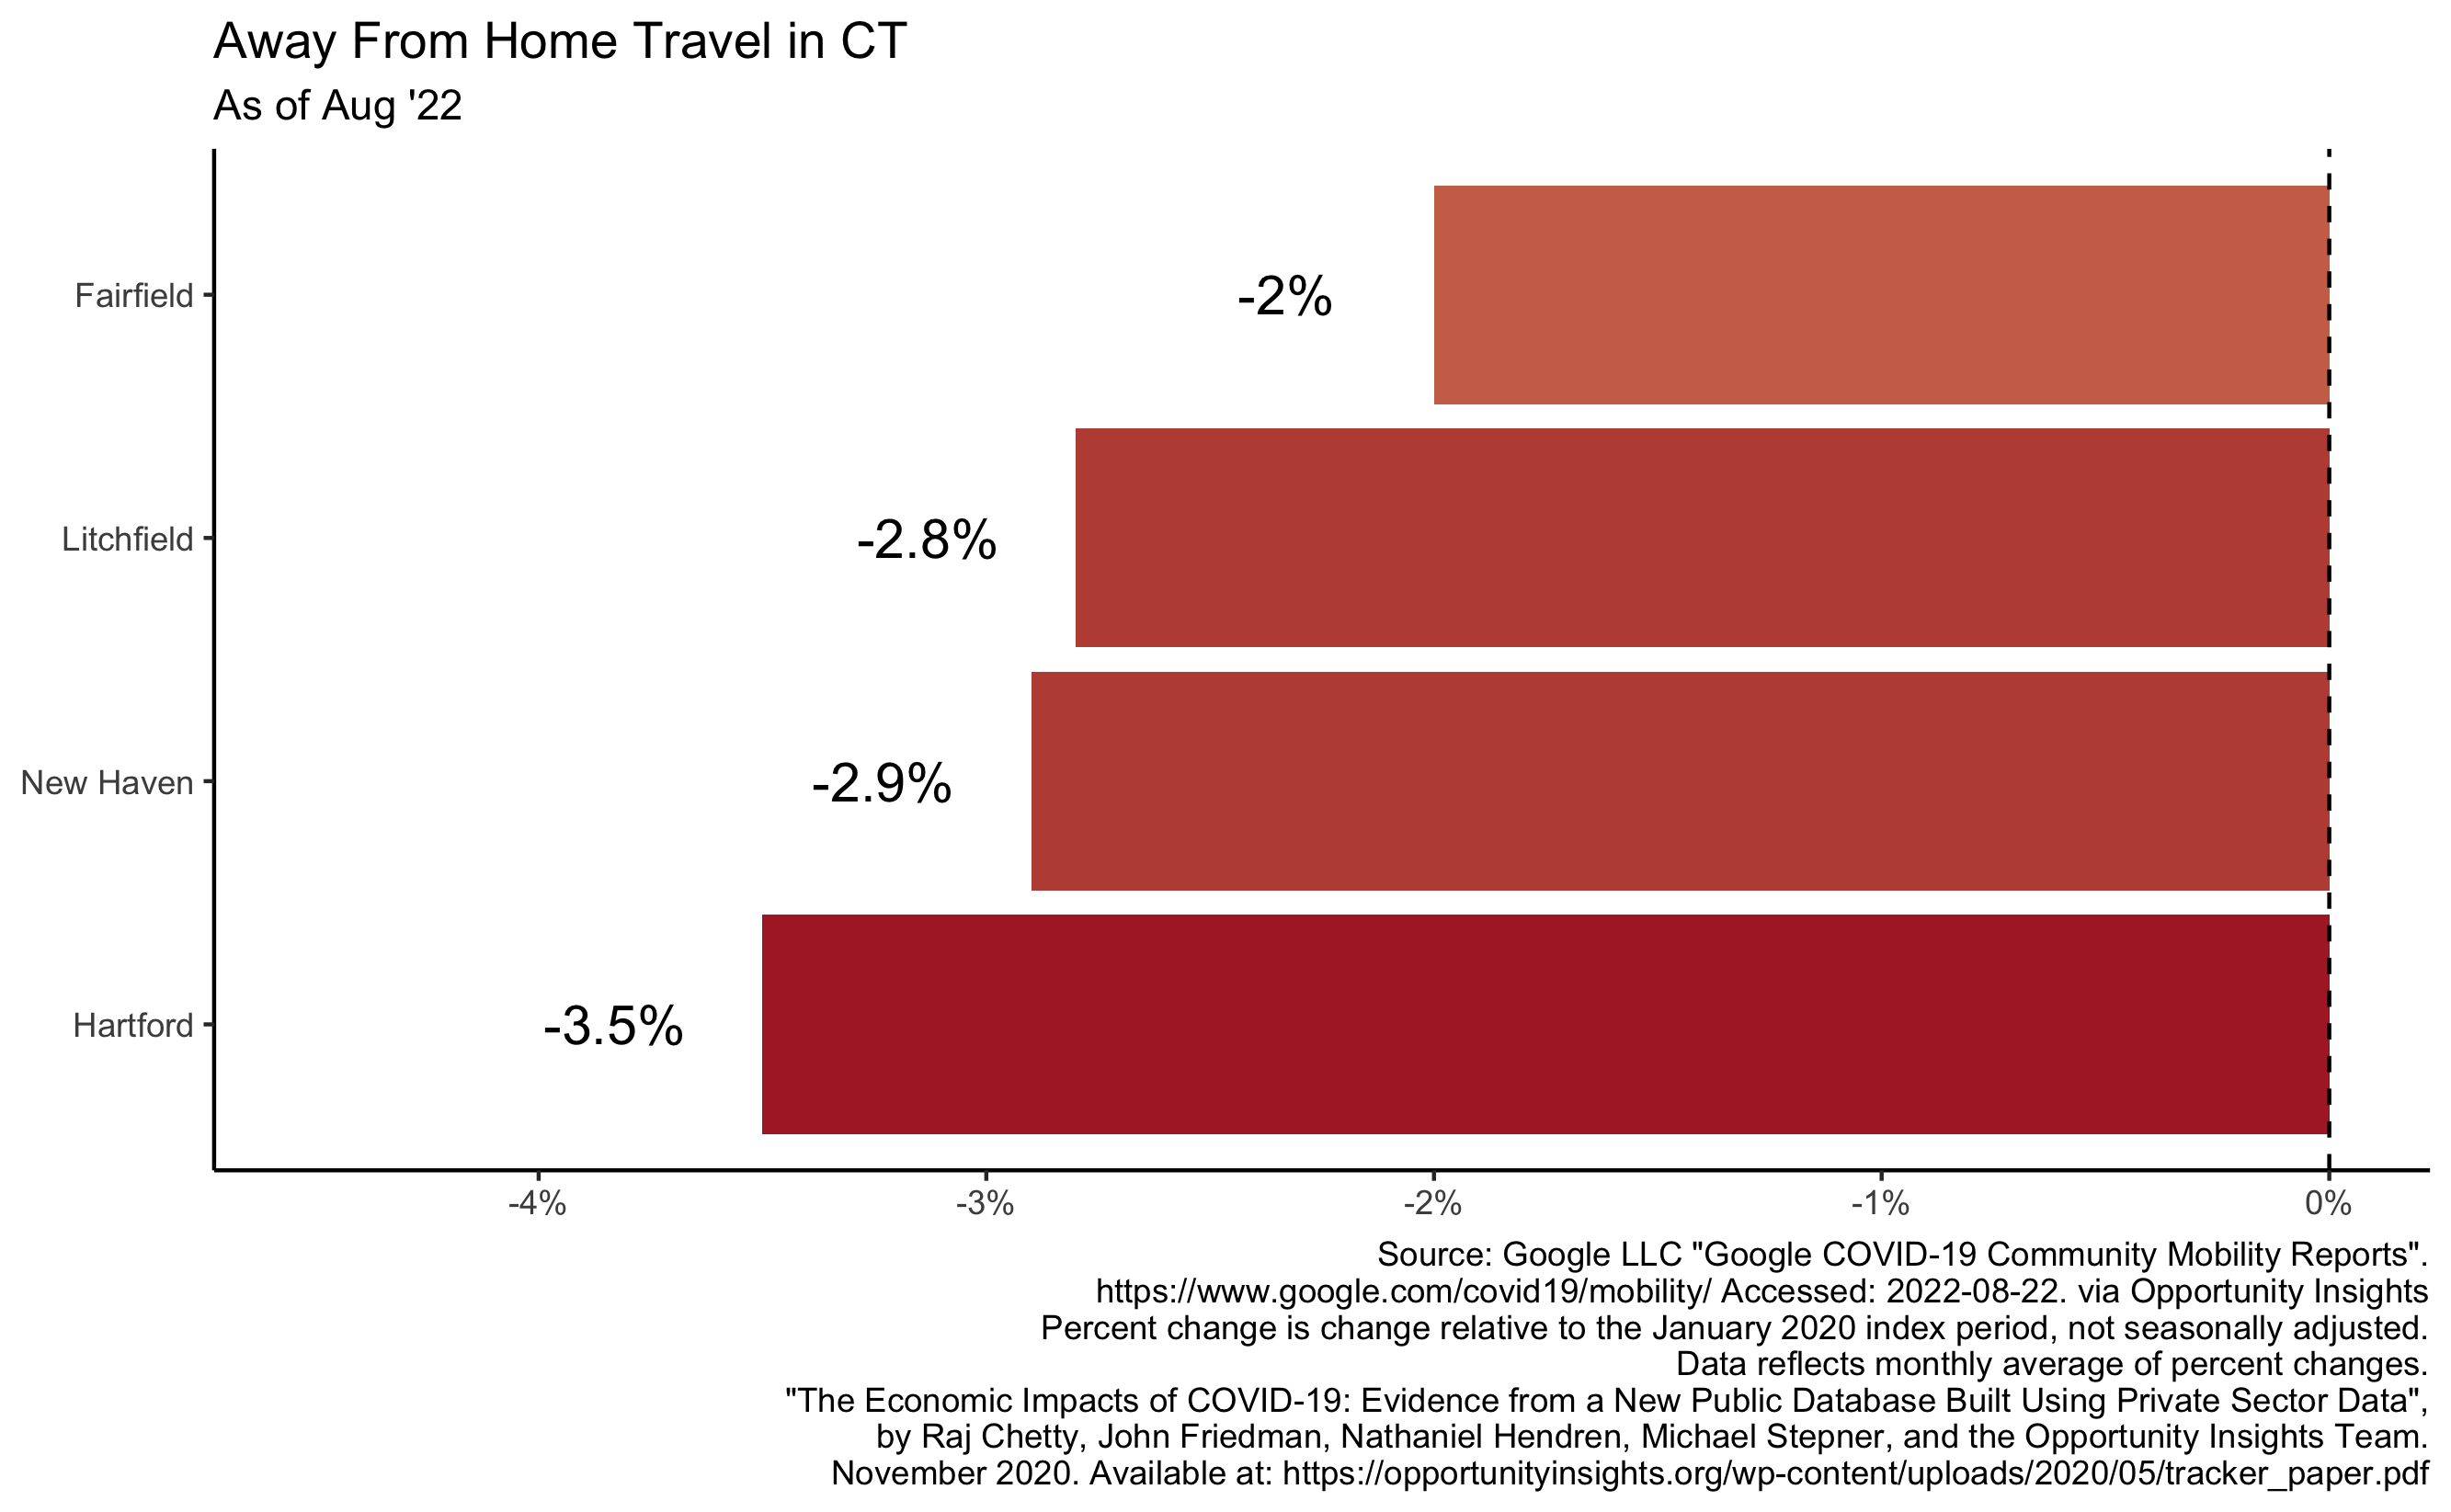 Away From Home Travel in CT
As of Aug '22
Fairfield
-2%
Litchfield
-2.8%
New Haven
-2.9%
Hartford
-3.5%
-4% -3% -2% -1% 0%
Source: Google LLC "Google COVID-19 Community Mobility Reports".
https://www.google.com/covid19/mobility/ Accessed: 2022-08-22. via Opportunity Insights
Percent change is change relative to the January 2020 index period, not seasonally adjusted.
Data reflects monthly average of percent changes.
"The Economic Impacts of COVID-19: Evidence from a New Public Database Built Using Private Sector Data",
by Raj Chetty, John Friedman, Nathaniel Hendren, Michael Stepner, and the Opportunity Insights Team.
November 2020. Available at: https://opportunityinsights.org/wp-content/uploads/2020/05/tracker_paper.pdf